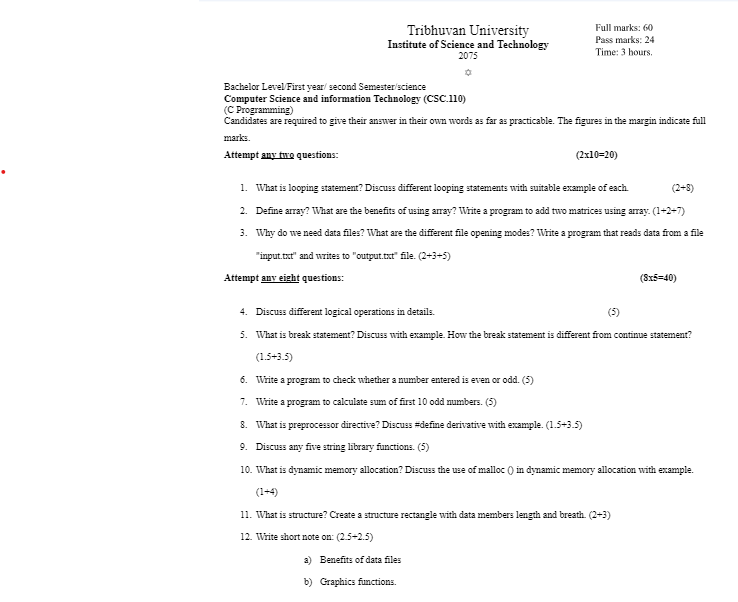 Tribhuvan University
Full marks: 60
Institute of Science and Technology
Pass marks: 24
2075
Time: 3 hours.
Bachelor Level/First year/ second Semester/science
Computer Science and information Technology (CSC.110)
(C Programming)
Candidates are required to give their answer in their own words as far as practicable. The figures in the margin indicate full
marks.
Attempt any two questions: (2x10=20)
1. What is looping statement? Discuss different looping statements with suitable example of each. (2+8)
2. Define array? What are the benefits of using array? Write a program to add two matrices using array. (1+2+7)
3. Why do we need data files? What are the different file opening modes? Write a program that reads data from a file
"input.txt" and writes to "output.txt" file. (2+3+5)
Attempt any eight questions: (8x5=40)
4. Discuss different logical operations in details. (5)
5. What is break statement? Discuss with example. How the break statement is different from continue statement?
(1.5+3.5)
6. Write a program to check whether a number entered is even or odd. (5)
7. Write a program to calculate sum of first 10 odd numbers. (5)
8. What is preprocessor directive? Discuss #define derivative with example. (1.5+3.5)
9. Discuss any five string library functions. (5)
10. What is dynamic memory allocation? Discuss the use of malloc () in dynamic memory allocation with example.
(1+4)
11. What is structure? Create a structure rectangle with data members length and breath. (2+3)
12. Write short note on: (2.5+2.5)
a) Benefits of data files
b) Graphics functions.